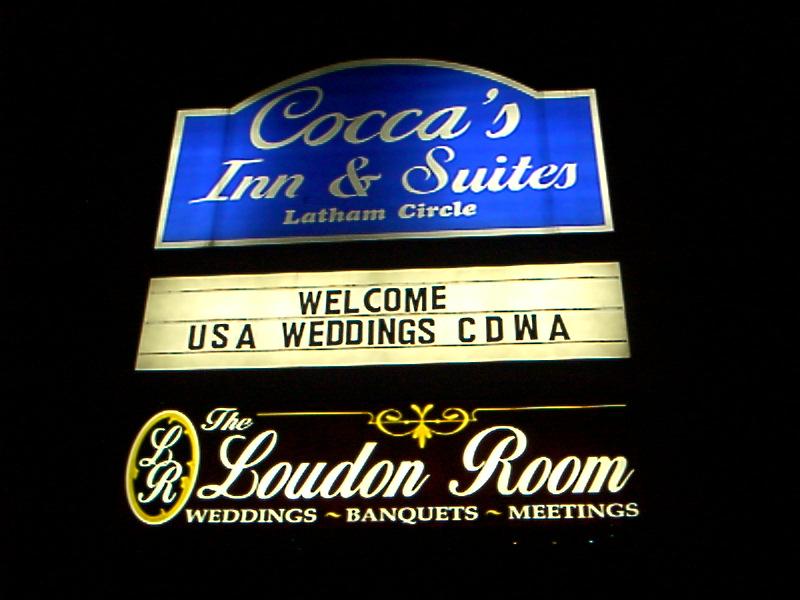 Cocca's
Inn & Suites
Latham Circle
WELCOME
USA WEDDINGS CDWA
LR
The
Loudon Room
WEDDINGS ~ BANQUETS ~ MEETINGS